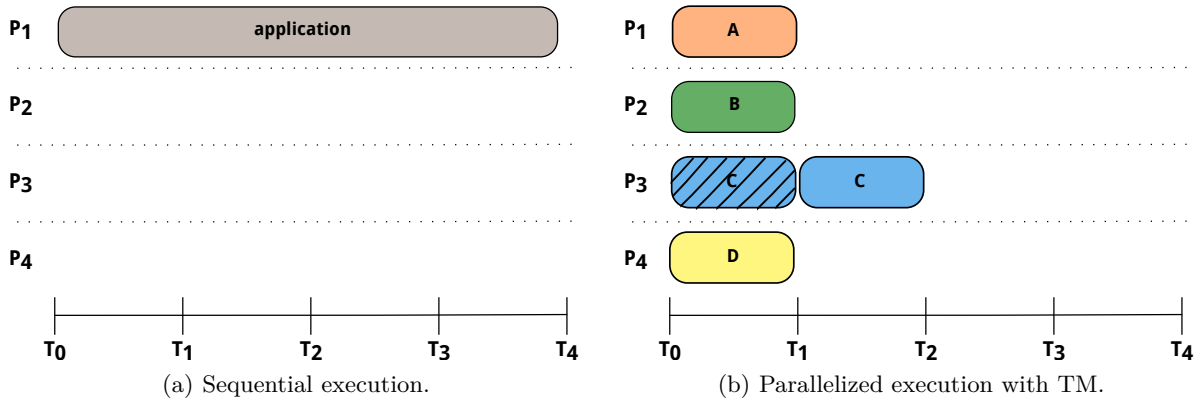 P1 application
P2
P3
P4
T0 T1 T2 T3 T4
(a) Sequential execution.
P1 A
P2 B
P3 C C
P4 D
T0 T1 T2 T3 T4
(b) Parallelized execution with TM.